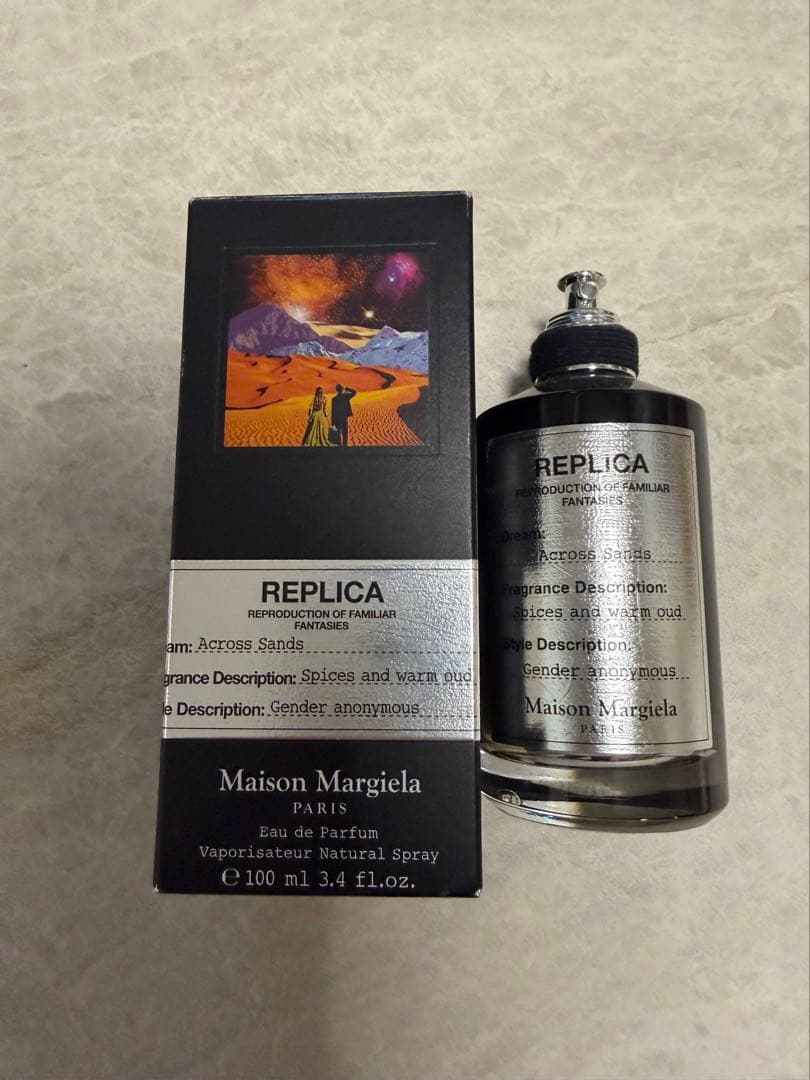 REPLICA
REPRODUCTION OF FAMILIAR
FANTASIES
am: Across Sands
grance Description: Spices and warm oud
e Description: Gender anonymous
Maison Margiela
PARIS
Eau de Parfum
Vaporisateur Natural Spray
℮ 100 ml 3.4 fl.oz.
REPLICA
REPRODUCTION OF FAMILIAR
FANTASIES
Dream:
Across Sands
Fragrance Description:
Spices and warm oud
Style Description:
Gender anonymous
Maison Margiela
PARIS